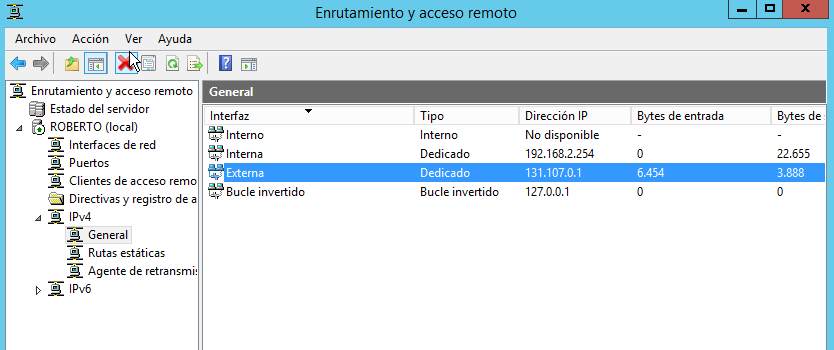 Enrutamiento y acceso remoto
Archivo Acción Ver Ayuda
Enrutamiento y acceso remoto
Estado del servidor
ROBERTO (local)
Interfaces de red
Puertos
Clientes de acceso remo
Directivas y registro de a
IPv4
General
Rutas estáticas
Agente de retransmis
IPv6
General
Interfaz Tipo Dirección IP Bytes de entrada Bytes de s
Interno Interno No disponible - -
Interna Dedicado 192.168.2.254 0 22.655
Externa Dedicado 131.107.0.1 6.454 3.888
Bucle invertido Bucle invertido 127.0.0.1 0 0